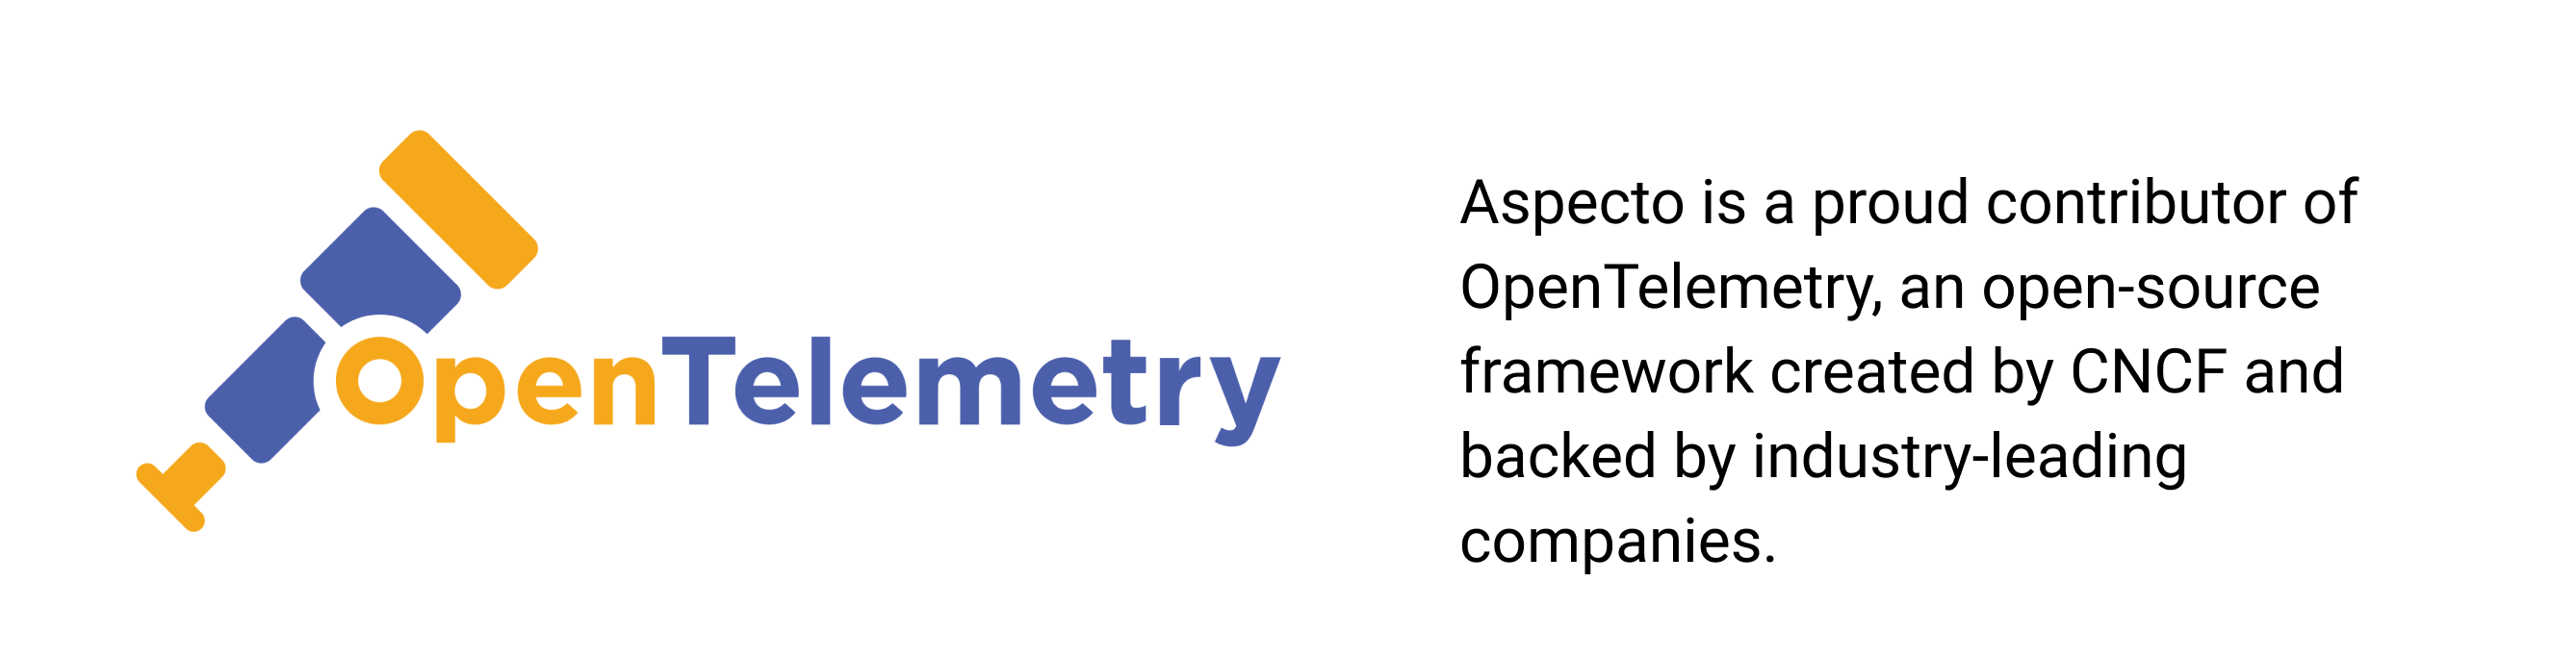 OpenTelemetry
Aspecto is a proud contributor of
OpenTelemetry, an open-source
framework created by CNCF and
backed by industry-leading
companies.